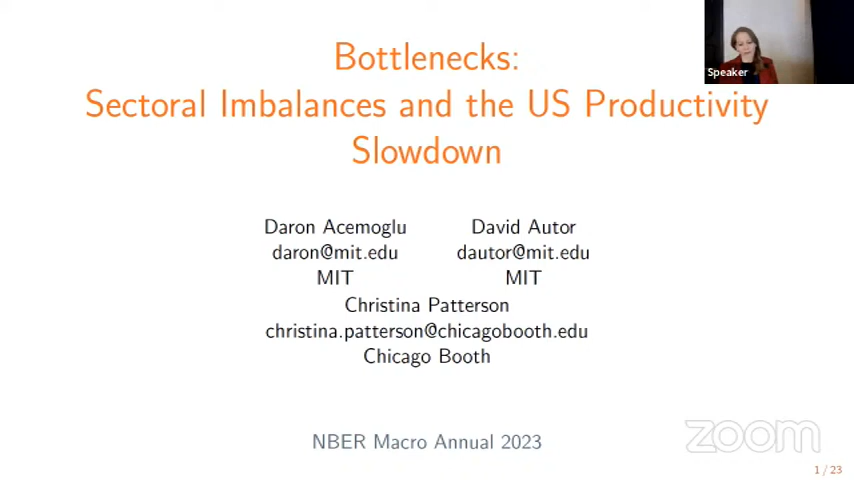 Bottlenecks:
Sectoral Imbalances and the US Productivity
Slowdown
Speaker
Daron Acemoglu
daron@mit.edu
MIT
David Autor
dautor@mit.edu
MIT
Christina Patterson
christina.patterson@chicagobooth.edu
Chicago Booth
NBER Macro Annual 2023
zoom
1 / 23